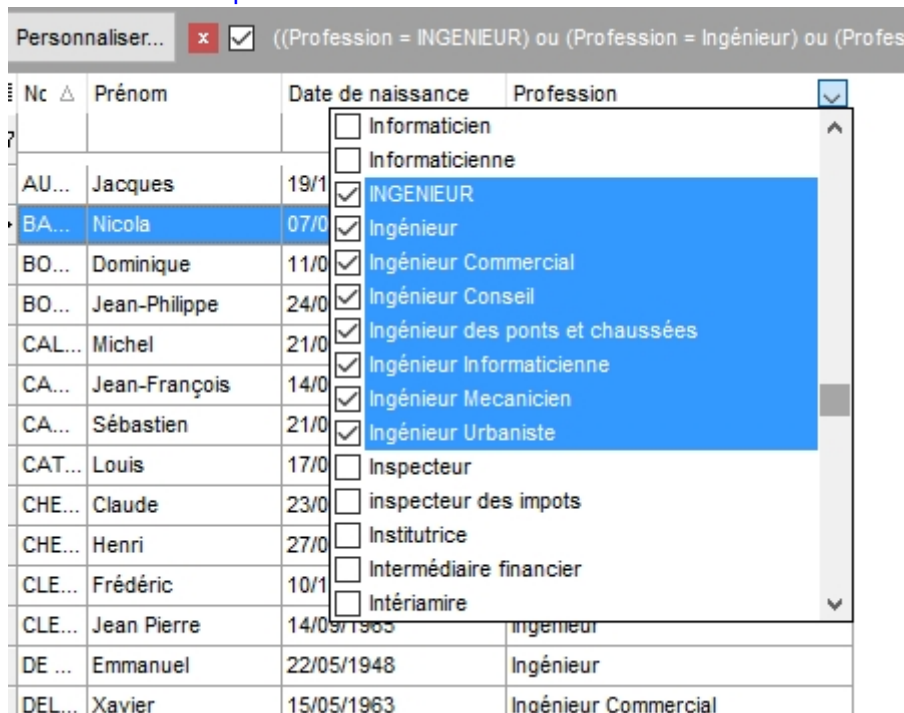 Personnaliser... x ((Profession = INGENIEUR) ou (Profession = Ingénieur) ou (Profes
Nc Prénom Date de naissance Profession
Informaticien
Informaticienne
AU... Jacques 19/1 INGENIEUR
BA... Nicola 07/0 Ingénieur
BO... Dominique 11/0 Ingénieur Commercial
BO... Jean-Philippe 24/0 Ingénieur Conseil
CAL... Michel 21/0 Ingénieur des ponts et chaussées
CA... Jean-François 14/0 Ingénieur Informaticienne
Ingénieur Mecanicien
CA... Sébastien 21/0 Ingénieur Urbaniste
CAT... Louis 17/0 Inspecteur
CHE... Claude 23/0 inspecteur des impots
CHE... Henri 27/0 Institutrice
Intermédiaire financier
CLE... Frédéric 10/1 Intériamire
CLE... Jean Pierre 14/09/1965 Ingénieur
DE ... Emmanuel 22/05/1948 Ingénieur
DEL... Xavier 15/05/1963 Ingénieur Commercial